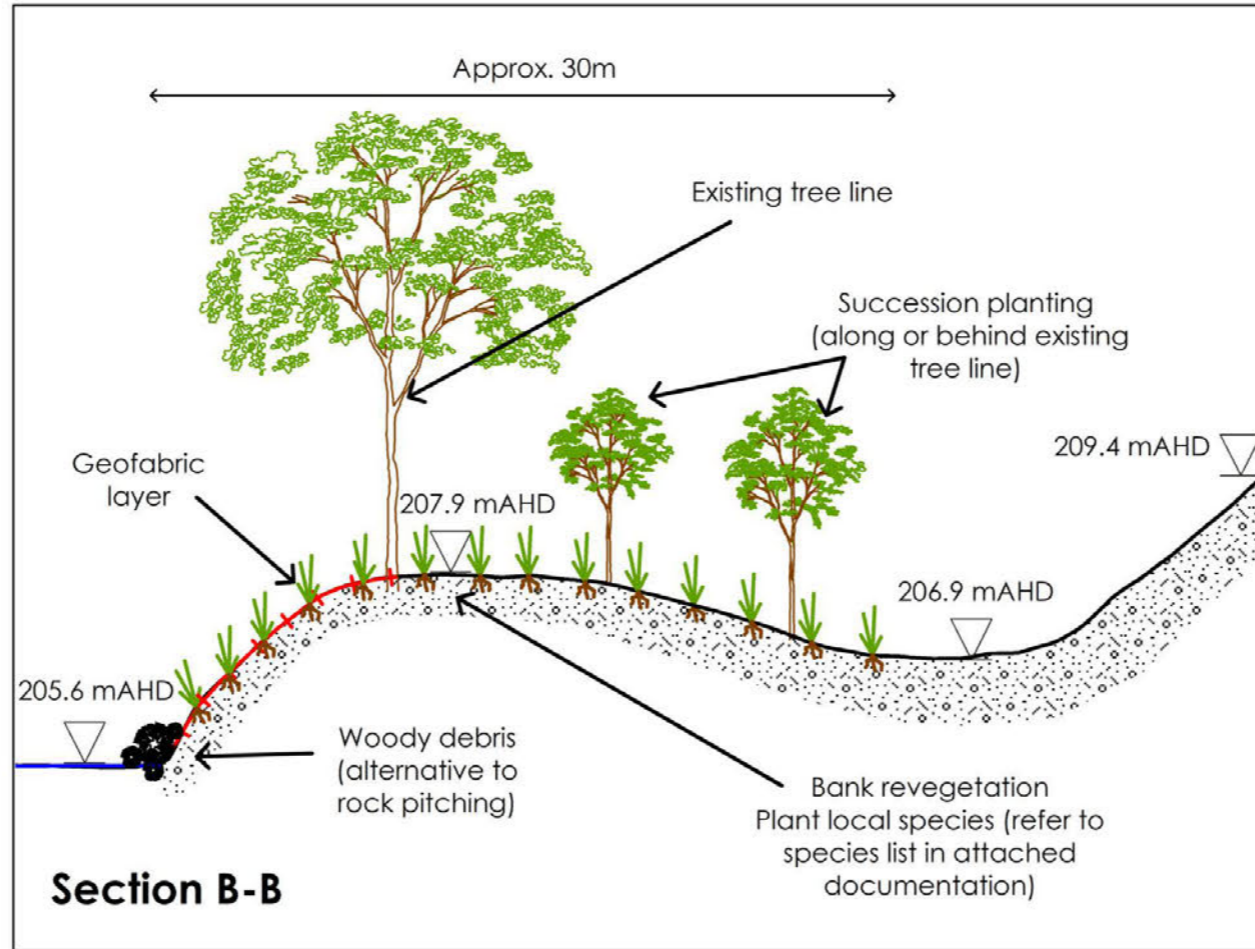 Approx. 30m
Existing tree line
Succession planting
(along or behind existing
tree line)
209.4 mAHD
Geofabric
layer
207.9 mAHD
206.9 mAHD
205.6 mAHD
Woody debris
(alternative to
rock pitching)
Bank revegetation
Plant local species (refer to
species list in attached
documentation)
Section B-B